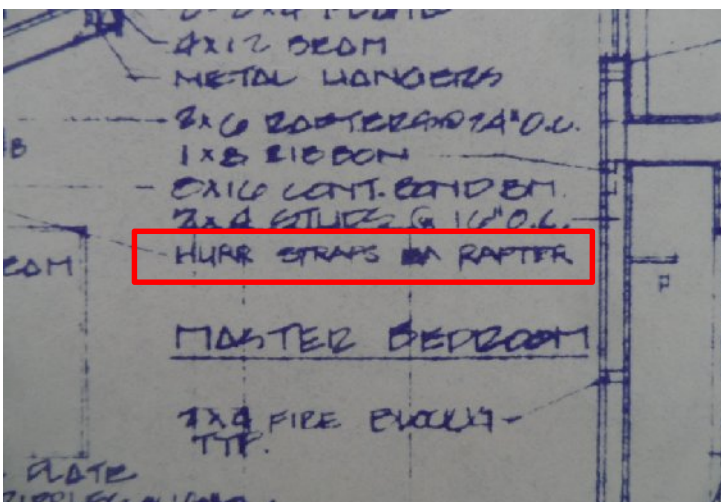 4X12 BEAM
METAL HANGERS
2X6 RAFTERS@24"O.C.
1X8 RIBBON
8X16 CONT. BOND BM.
2X4 STUDS @ 16"O.C.
HURR STRAPS EA RAFTER
MASTER BEDROOM
2X4 FIRE BLOCK'G
TYP.
PLATE